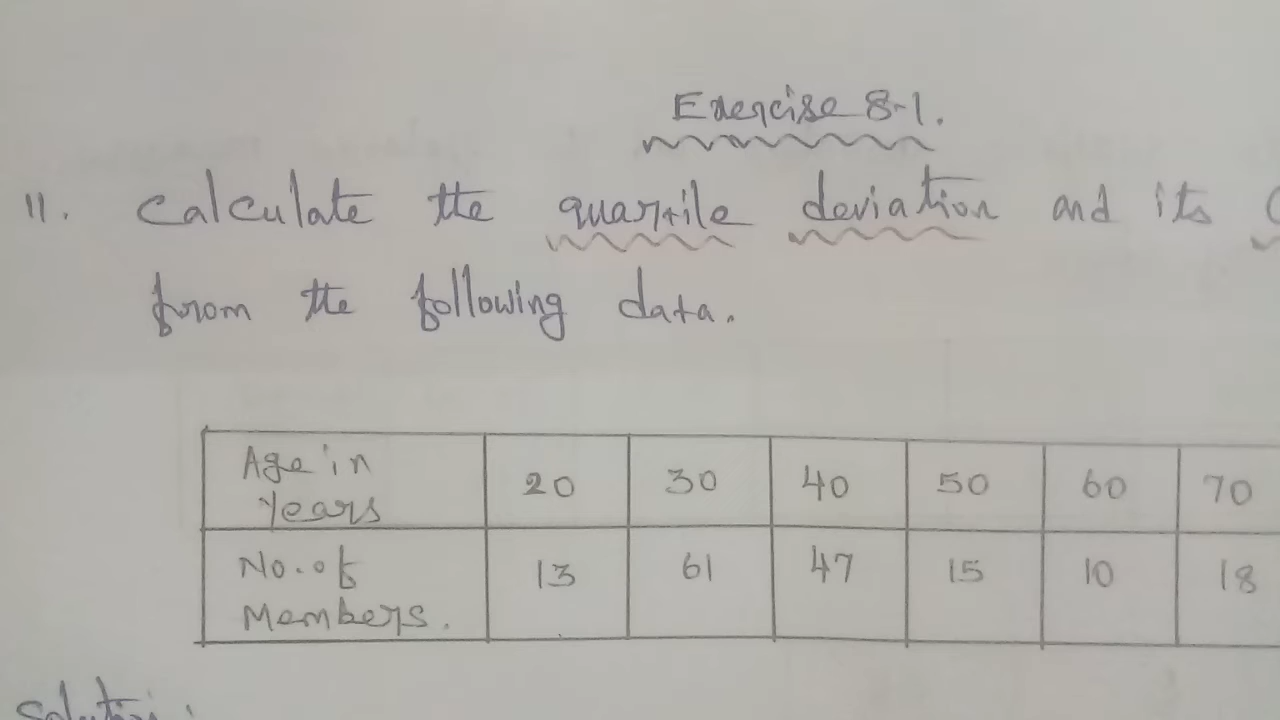 Exercise 8.1.
11. Calculate the quartile deviation and its
from the following data.
Age in Years 20 30 40 50 60 70
No. of Members. 13 61 47 15 10 18
Solution: